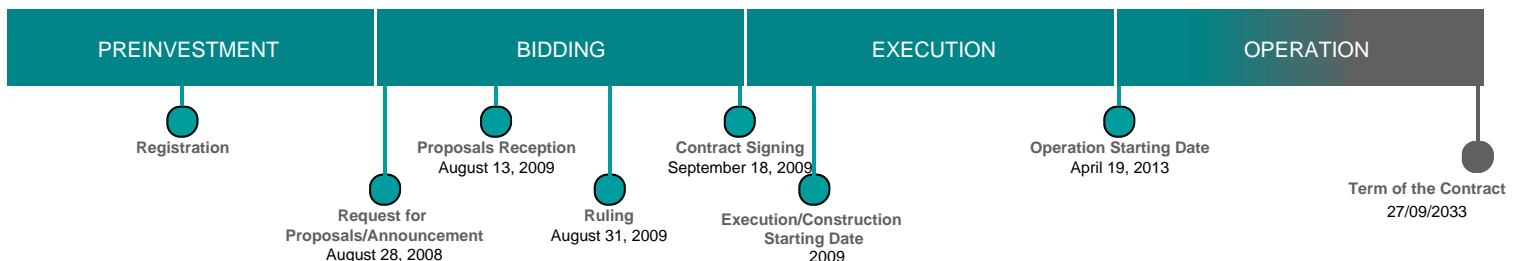 PREINVESTMENT
BIDDING
EXECUTION
OPERATION
Registration
Request for
Proposals/Announcement
August 28, 2008
Proposals Reception
August 13, 2009
Ruling
August 31, 2009
Contract Signing
September 18, 2009
Execution/Construction
Starting Date
2009
Operation Starting Date
April 19, 2013
Term of the Contract
27/09/2033